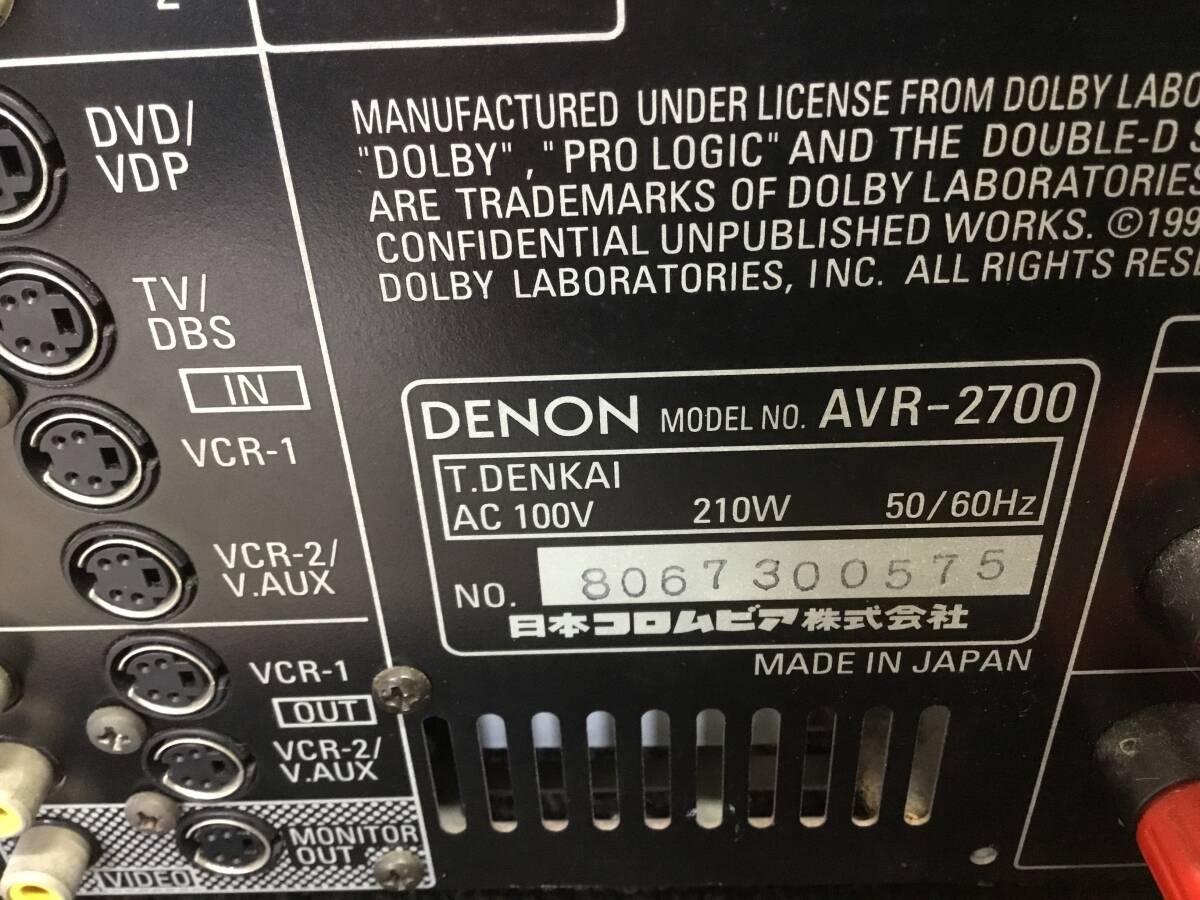 2
DVD/
VDP
TV/
DBS
IN
VCR-1
VCR-2/
V.AUX
VCR-1
OUT
VCR-2/
V.AUX
MONITOR
OUT
VIDEO
MANUFACTURED UNDER LICENSE FROM DOLBY LABO
"DOLBY", "PRO LOGIC" AND THE DOUBLE-D S
ARE TRADEMARKS OF DOLBY LABORATORIES
CONFIDENTIAL UNPUBLISHED WORKS. ©199
DOLBY LABORATORIES, INC. ALL RIGHTS RESE
DENON MODEL NO. AVR-2700
T.DENKAI
AC 100V 210W 50/60Hz
NO. 8067300575
日本コロムビア株式会社
MADE IN JAPAN